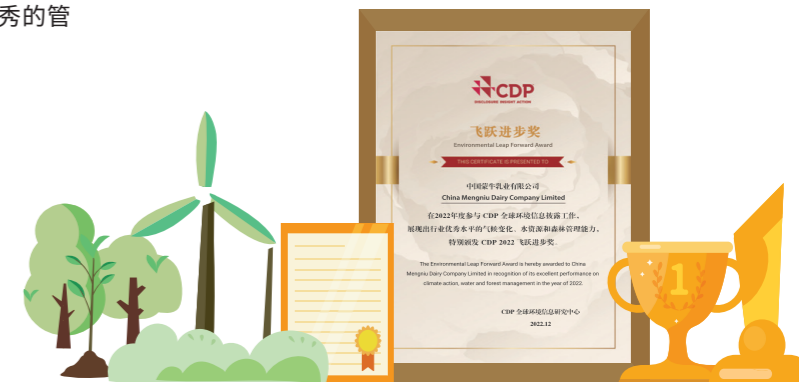 秀的管
CDP
DISCLOSURE INSIGHT ACTION
飞跃进步奖
Environmental Leap Forward Award
THIS CERTIFICATE IS PRESENTED TO
中国蒙牛乳业有限公司
China Mengniu Dairy Company Limited
在2022年度参与 CDP 全球环境信息披露工作，
展现出行业优秀水平的气候变化、水资源和森林管理能力，
特别颁发 CDP 2022 飞跃进步奖
The Environmental Leap Forward Award is hereby awarded to China
Mengniu Dairy Company Limited in recognition of its excellent performance on
climate action, water and forest management in the year of 2022.
CDP 全球环境信息研究中心
2022.12
1